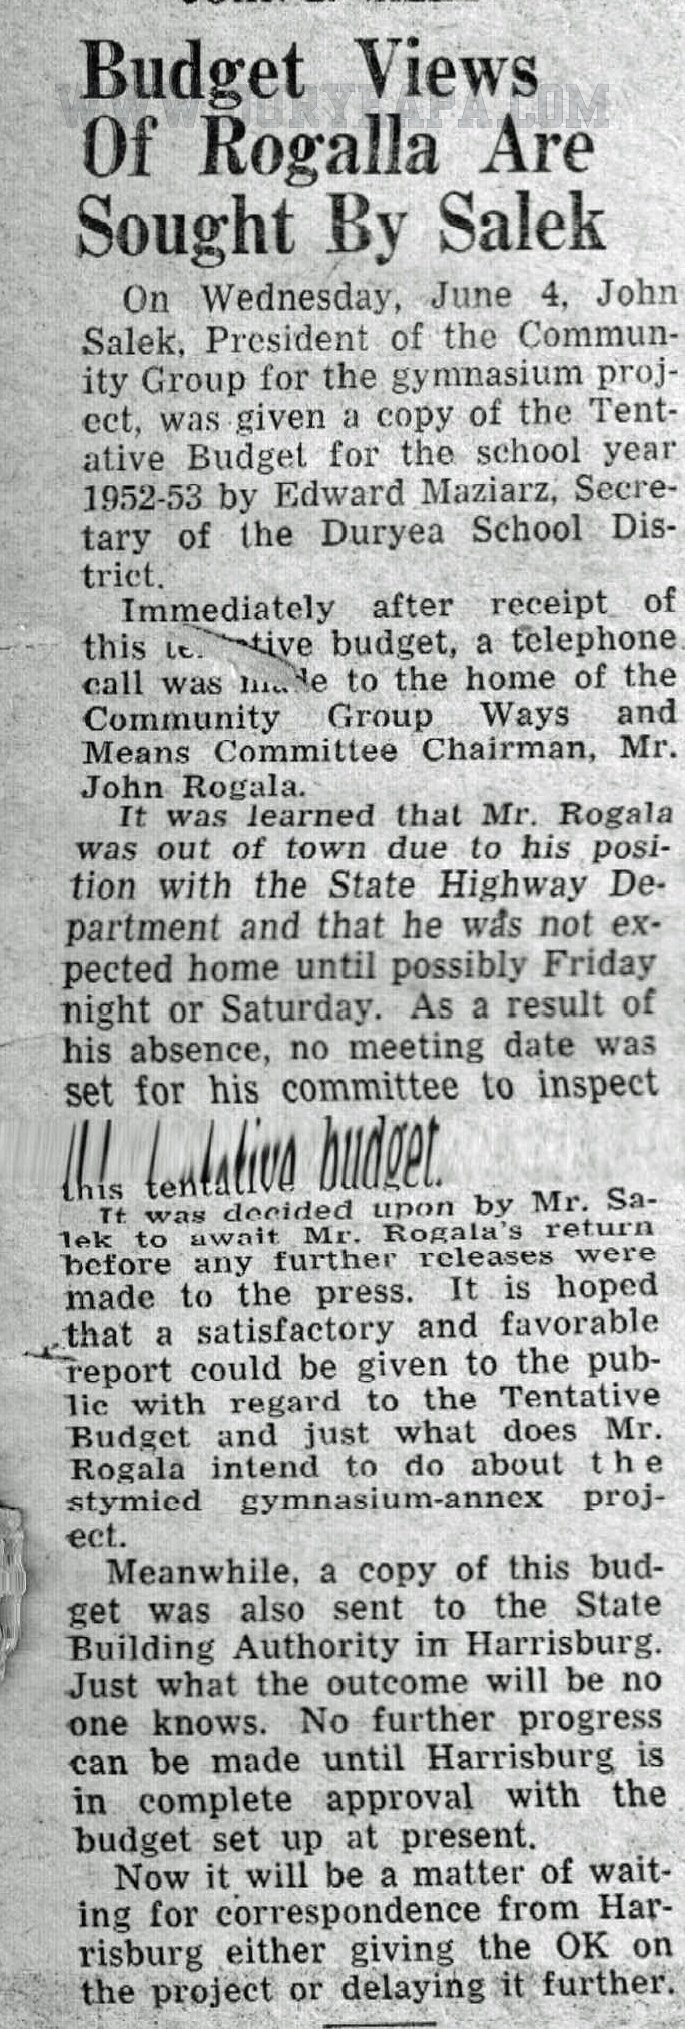 Budget Views
Of Rogalla Are
Sought By Salek
On Wednesday, June 4, John
Salek, President of the Commun-
ity Group for the gymnasium proj-
ect, was given a copy of the Tent-
ative Budget for the school year
1952-53 by Edward Maziarz, Secre-
tary of the Duryea School Dis-
trict.
Immediately after receipt of
this tentative budget, a telephone
call was made to the home of the
Community Group Ways and
Means Committee Chairman, Mr.
John Rogala.
It was learned that Mr. Rogala
was out of town due to his posi-
tion with the State Highway De-
partment and that he was not ex-
pected home until possibly Friday
night or Saturday. As a result of
his absence, no meeting date was
set for his committee to inspect
this tentative budget.
It was decided upon by Mr. Sa-
lek to await Mr. Rogala's return
before any further releases were
made to the press. It is hoped
that a satisfactory and favorable
report could be given to the pub-
lic with regard to the Tentative
Budget and just what does Mr.
Rogala intend to do about the
stymied gymnasium-annex proj-
ect.
Meanwhile, a copy of this bud-
get was also sent to the State
Building Authority in Harrisburg.
Just what the outcome will be no
one knows. No further progress
can be made until Harrisburg is
in complete approval with the
budget set up at present.
Now it will be a matter of wait-
ing for correspondence from Har-
risburg either giving the OK on
the project or delaying it further.